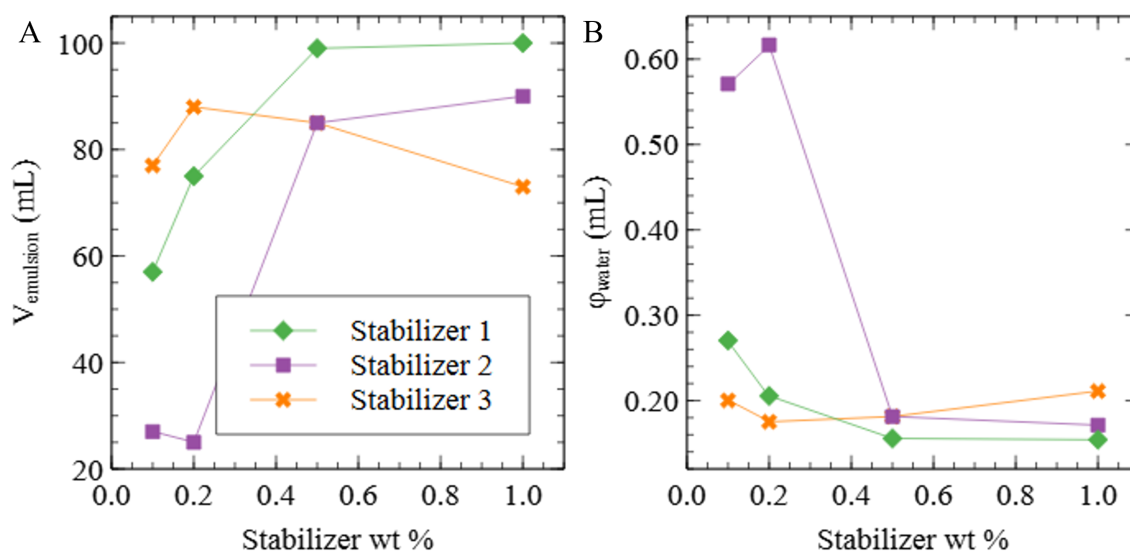 A
B
100
80
60
40
20
V_emulsion (mL)
Stabilizer 1
Stabilizer 2
Stabilizer 3
0.0 0.2 0.4 0.6 0.8 1.0
Stabilizer wt %
0.60
0.50
0.40
0.30
0.20
φ_water (mL)
0.0 0.2 0.4 0.6 0.8 1.0
Stabilizer wt %